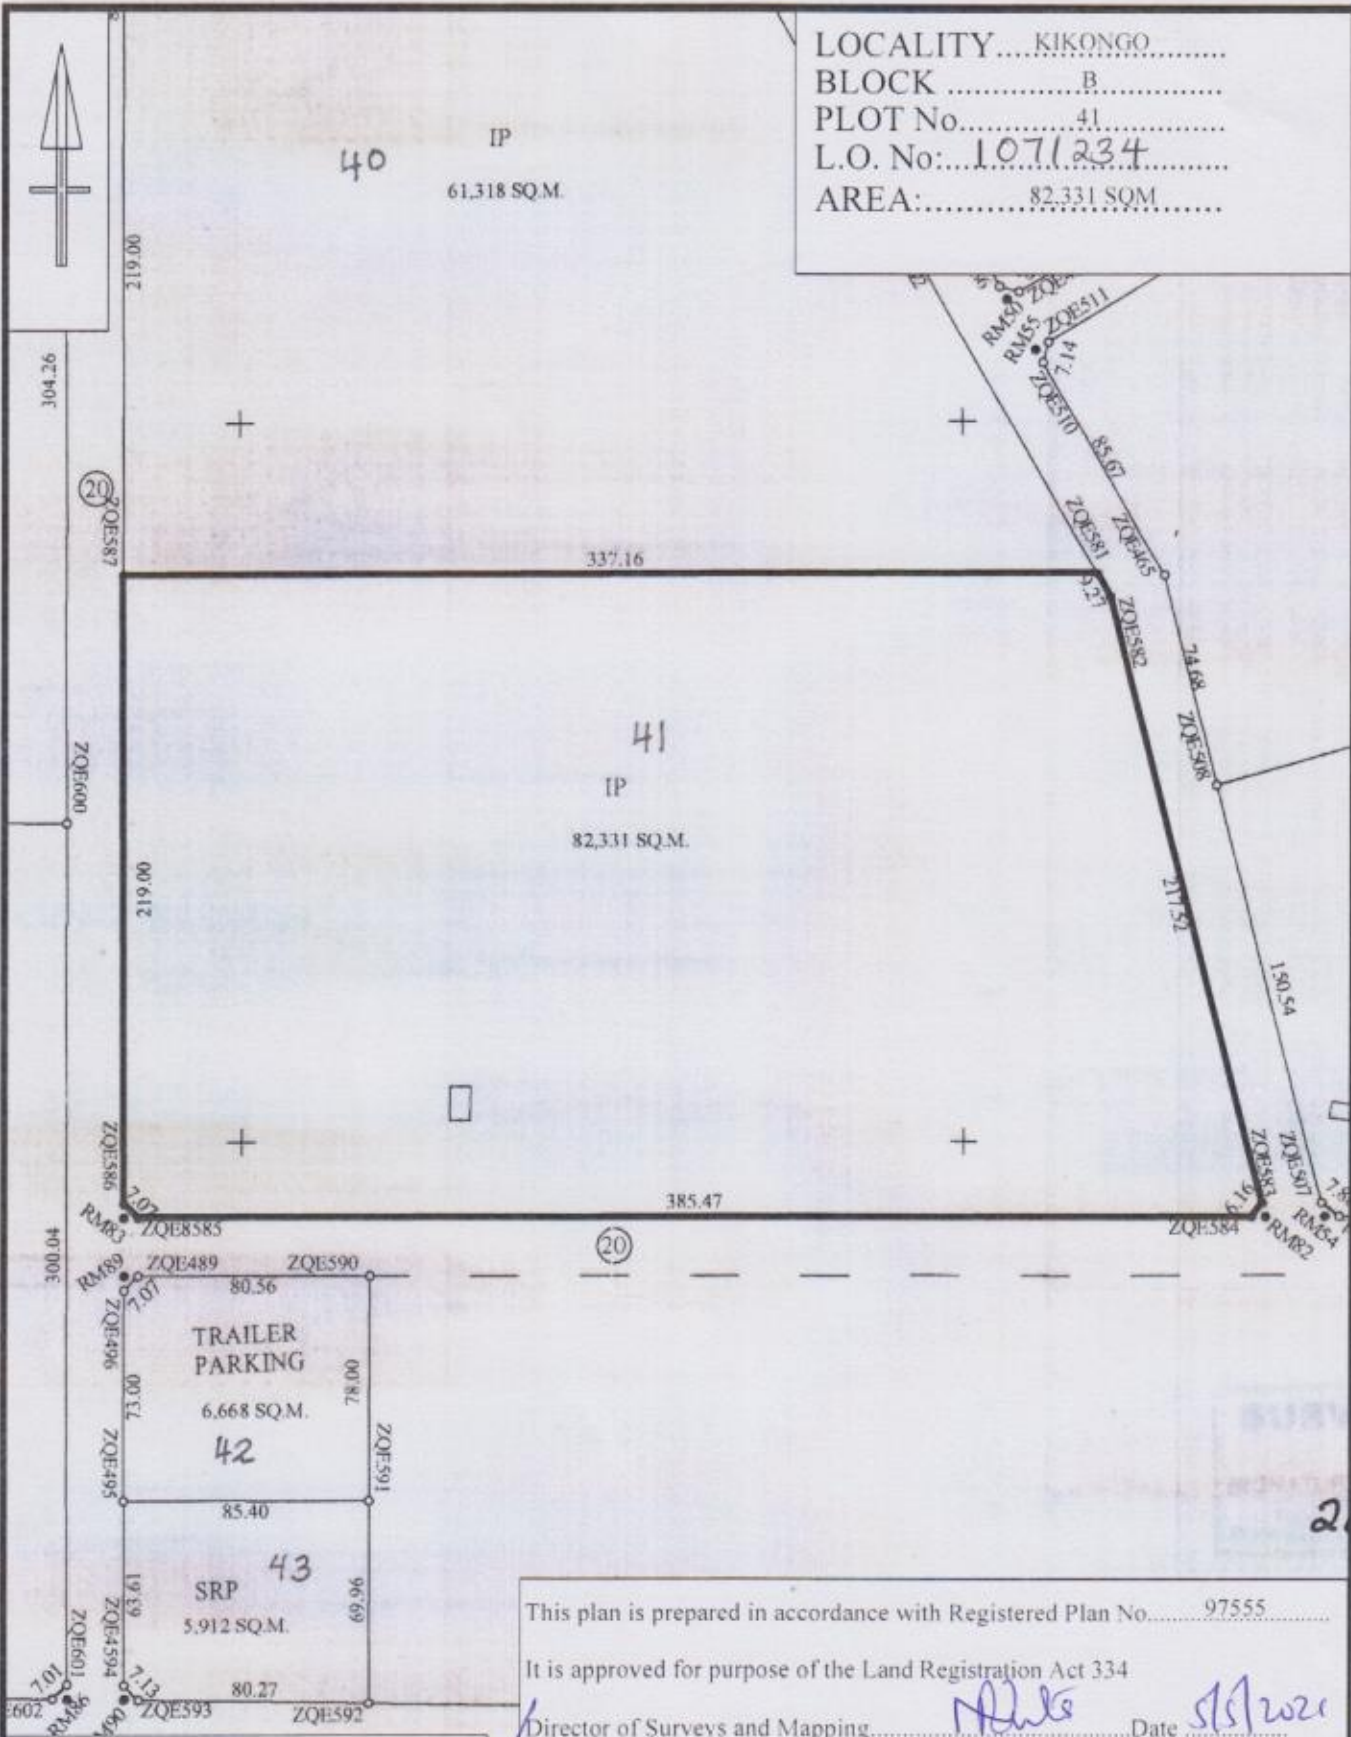 LOCALITY....KIKONGO....
BLOCK ....B....
PLOT No....41....
L.O. No:..1071234....
AREA:....82.331 SQM....
40
IP
61,318 SQ.M.
219.00
304.26
ZQE511
RM50
RM55
7.14
ZQE510
85.67
20
ZQE587
337.16
ZQE581
ZQE465
9.27
ZQE582
74.68
ZQE508
41
IP
82,331 SQ.M.
ZQE600
219.00
217.52
150.54
ZQE586
7.07
RM83
ZQE8585
385.47
ZQE583
ZQE507
6.16
ZQE584
RM82
RM54
300.04
20
RM89
ZQE489
ZQE590
80.56
7.07
ZQE496
TRAILER
PARKING
6,668 SQ.M.
42
73.00
78.00
ZQE495
ZQE591
85.40
43
SRP
5,912 SQ.M.
63.61
69.96
ZQE601
ZQE4594
7.01
7.13
80.27
RM86
ZQE593
ZQE592
This plan is prepared in accordance with Registered Plan No....97555....
It is approved for purpose of the Land Registration Act 334
Director of Surveys and Mapping....Date 5/5/2021